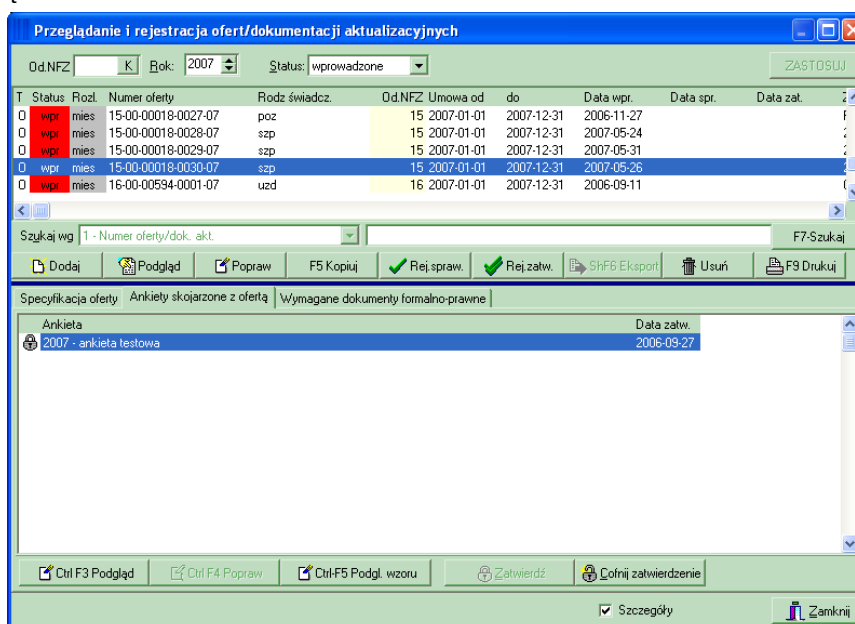 Przeglądanie i rejestracja ofert/dokumentacji aktualizacyjnych
Od.NFZ K Rok: 2007 Status: wprowadzone ZASTOSUJ
T Status Rozl. Numer oferty Rodz świadcz. Od.NFZ Umowa od do Data wpr. Data spr. Data zat.
O wpr mies 15-00-00018-0027-07 poz 15 2007-01-01 2007-12-31 2006-11-27
O wpr mies 15-00-00018-0028-07 szp 15 2007-01-01 2007-12-31 2007-05-24
O wpr mies 15-00-00018-0029-07 szp 15 2007-01-01 2007-12-31 2007-05-31
O wpr mies 15-00-00018-0030-07 szp 15 2007-01-01 2007-12-31 2007-05-26
O wpr mies 16-00-00594-0001-07 uzd 16 2007-01-01 2007-12-31 2006-09-11
Szukaj wg 1 - Numer oferty/dok. akt. F7-Szukaj
Dodaj Podgląd Popraw F5 Kopiuj Rej.spraw. Rej.zatw. ShF6 Eksport Usuń F9 Drukuj
Specyfikacja oferty Ankiety skojarzone z ofertą Wymagane dokumenty formalno-prawne
Ankieta Data zatw.
2007 - ankieta testowa 2006-09-27
Ctrl F3 Podgląd Ctrl F4 Popraw Ctrl-F5 Podgl. wzoru Zatwierdź Cofnij zatwierdzenie
Szczegóły Zamknij